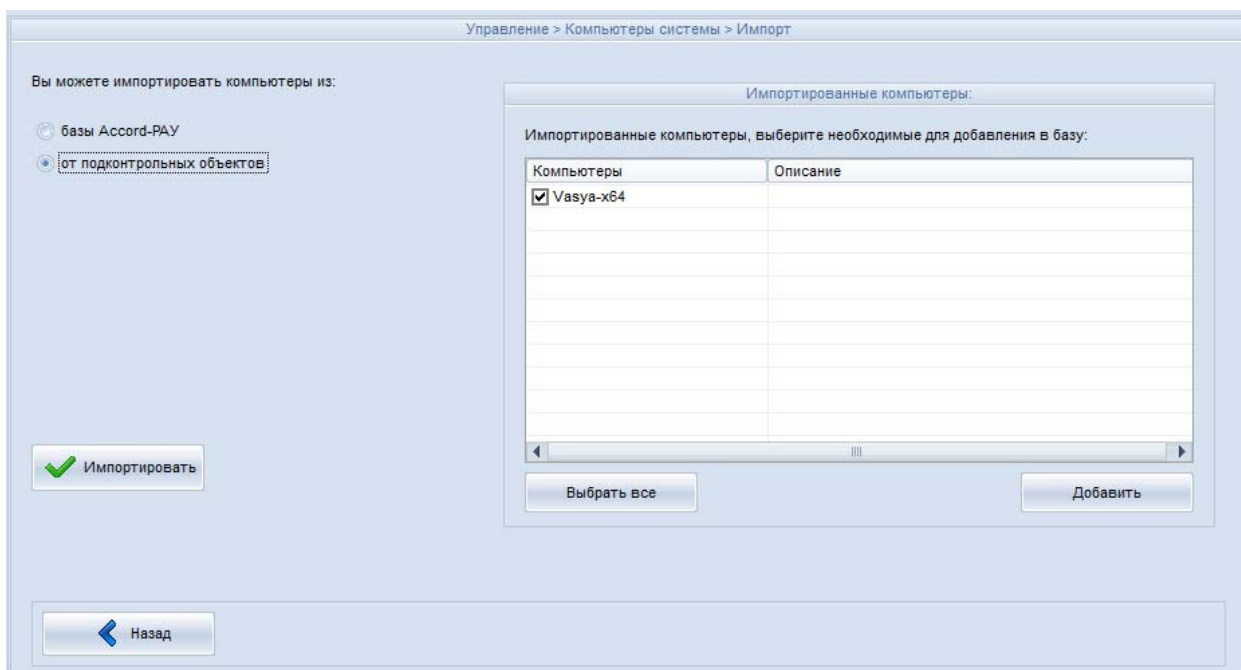 Управление > Компьютеры системы > Импорт
Вы можете импортировать компьютеры из:
базы Accord-РАУ
от подконтрольных объектов
Импортировать
Импортированные компьютеры:
Импортированные компьютеры, выберите необходимые для добавления в базу:
Компьютеры Описание
Vasya-x64
Выбрать все Добавить
Назад